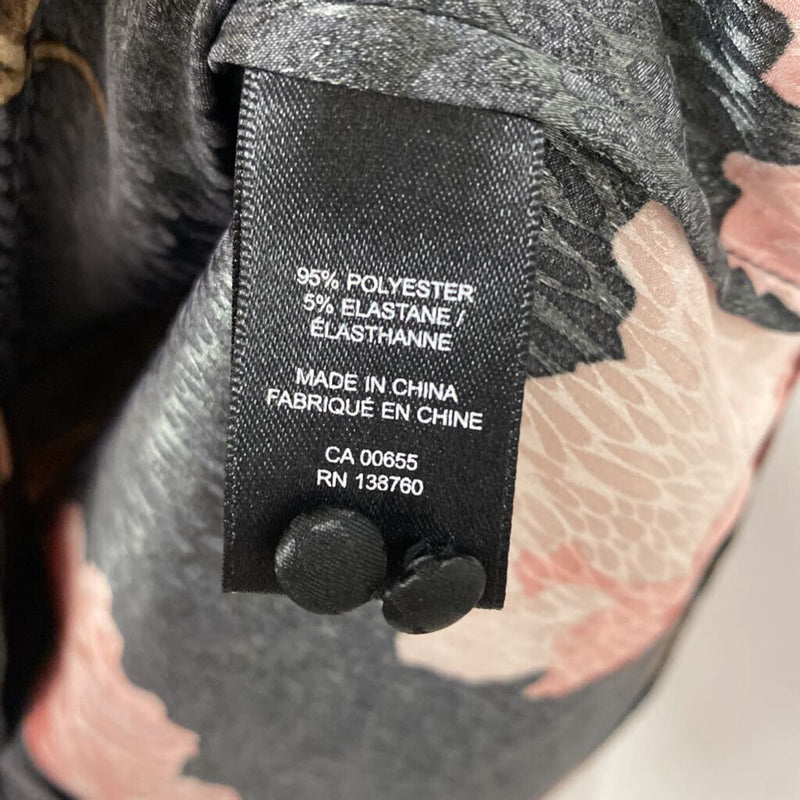 95% POLYESTER
5% ELASTANE /
ÉLASTHANNE
MADE IN CHINA
FABRIQUÉ EN CHINE
CA 00655
RN 138760